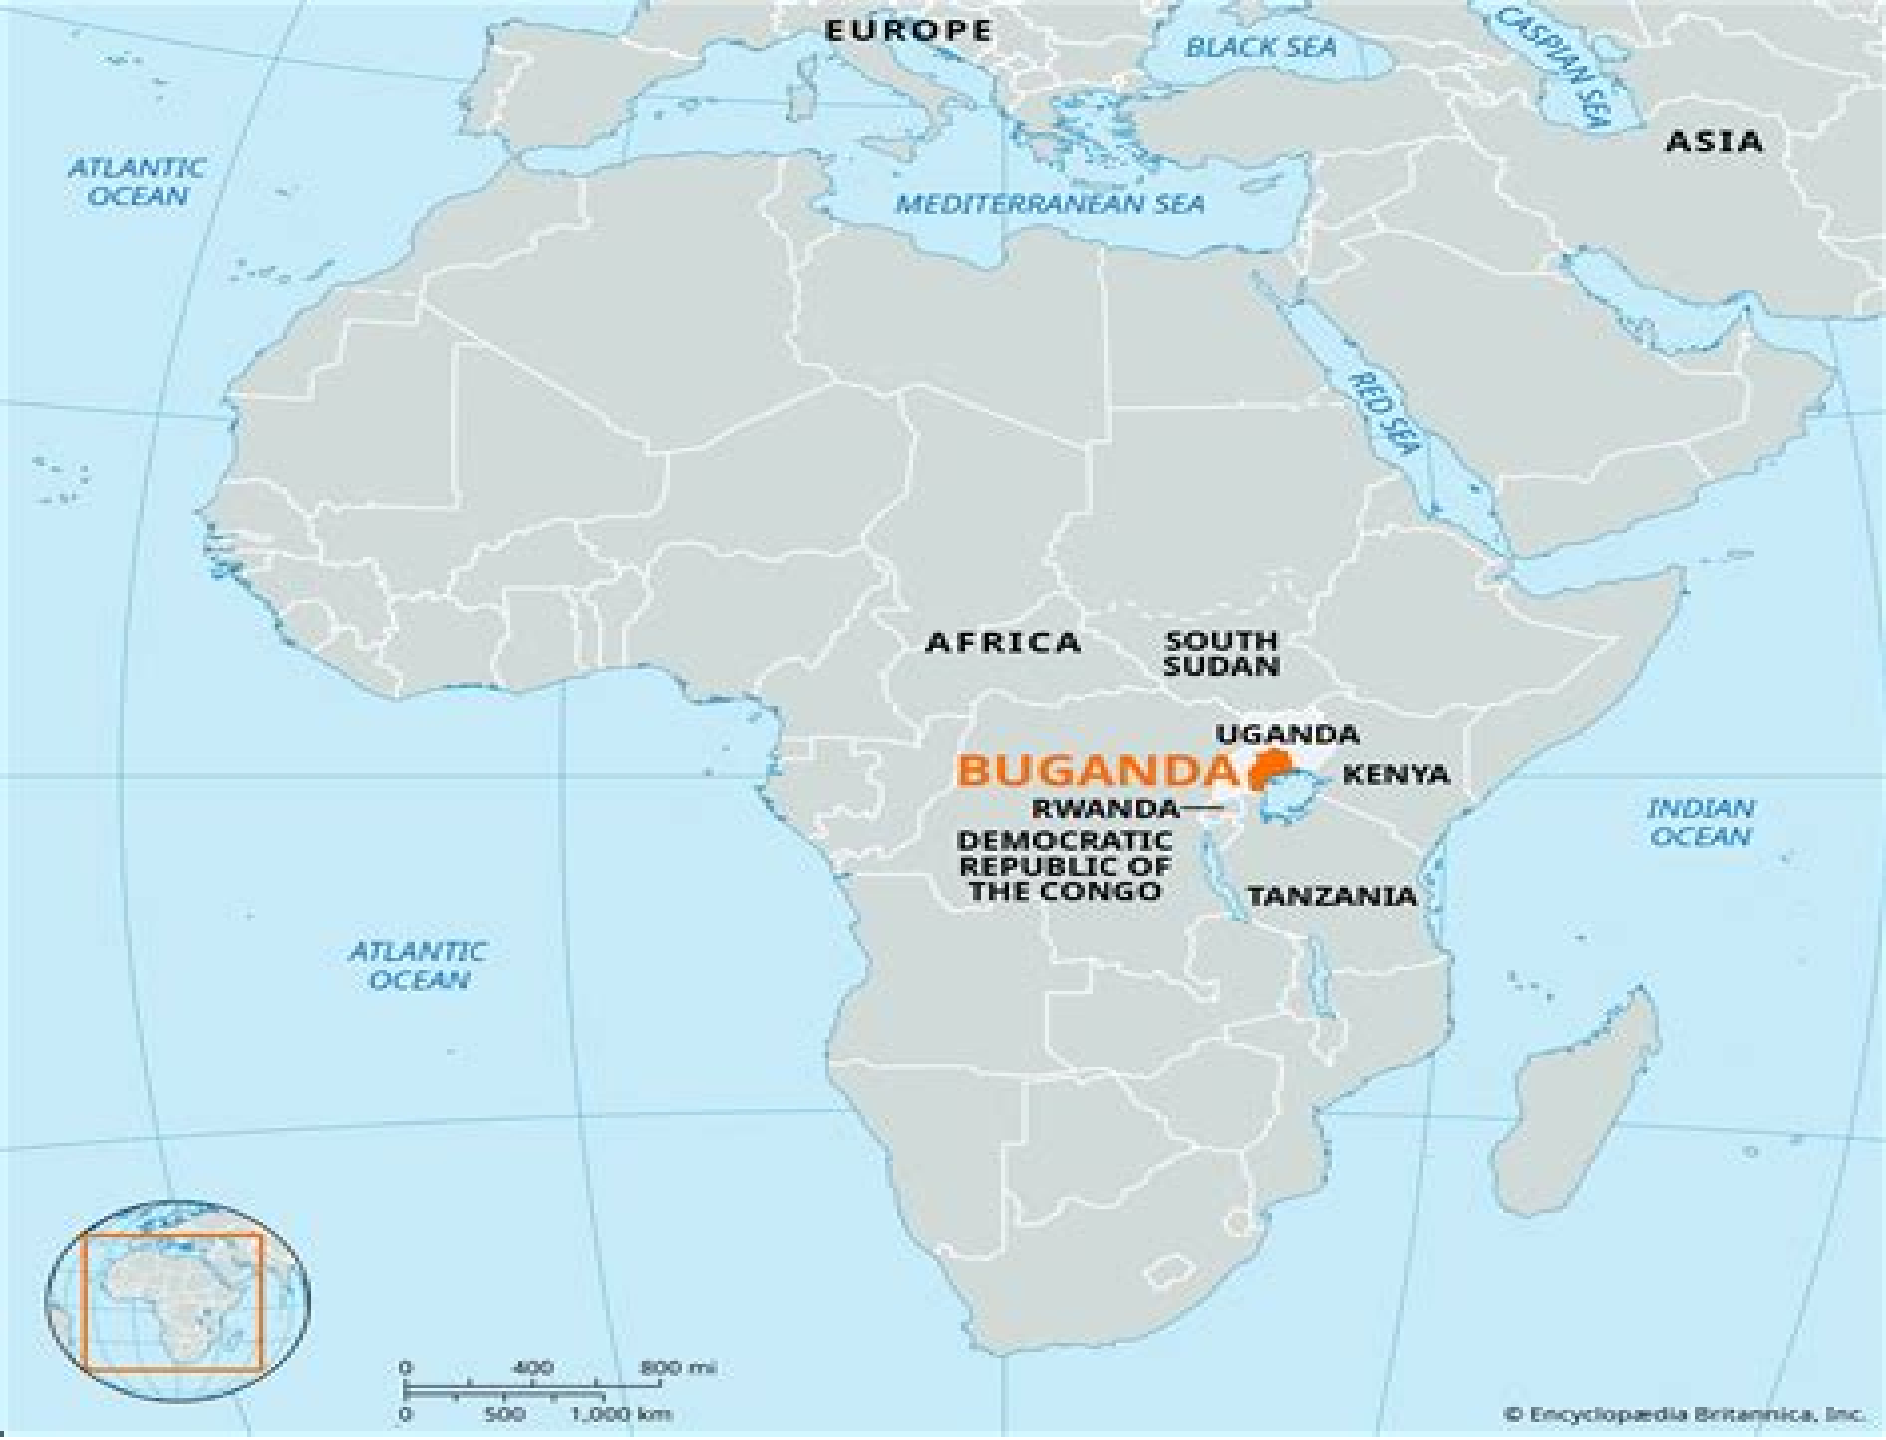 EUROPE
BLACK SEA
CASPIAN SEA
ASIA
ATLANTIC
OCEAN
MEDITERRANEAN SEA
RED SEA
AFRICA
SOUTH
SUDAN
UGANDA
BUGANDA
KENYA
RWANDA
DEMOCRATIC
REPUBLIC OF
THE CONGO
TANZANIA
INDIAN
OCEAN
ATLANTIC
OCEAN
0 400 800 mi
0 500 1,000 km
© Encyclopædia Britannica, Inc.